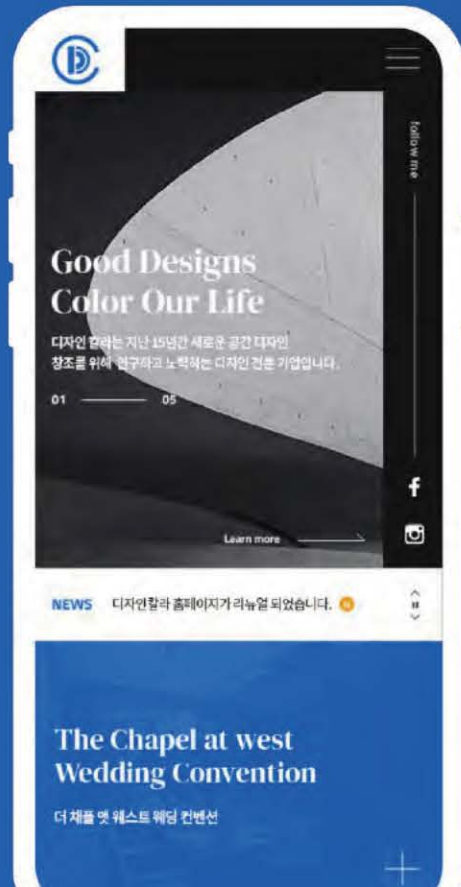 follow me
Good Designs
Color Our Life
디자인 칼라는 지난 15년간 새로운 공간 디자인
창조를 위해 연구하고 노력하는 디자인 전문 기업입니다.
01 05
Learn more
NEWS 디자인칼라 홈페이지가 리뉴얼 되었습니다. N
The Chapel at west
Wedding Convention
더 채플 앳 웨스트 웨딩 컨벤션